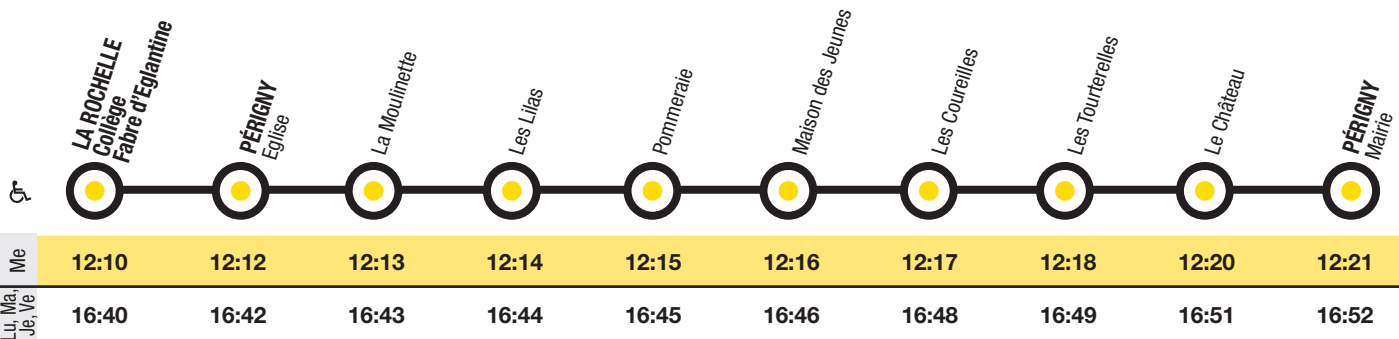 LA ROCHELLE
Collège
Fabre d'Eglantine
PÉRIGNY
Eglise
La Moulinette
Les Lilas
Pommeraie
Maison des Jeunes
Les Coureilles
Les Tourterelles
Le Château
PÉRIGNY
Mairie
Me 12:10 12:12 12:13 12:14 12:15 12:16 12:17 12:18 12:20 12:21
Lu, Ma,
Je, Ve
16:40 16:42 16:43 16:44 16:45 16:46 16:48 16:49 16:51 16:52